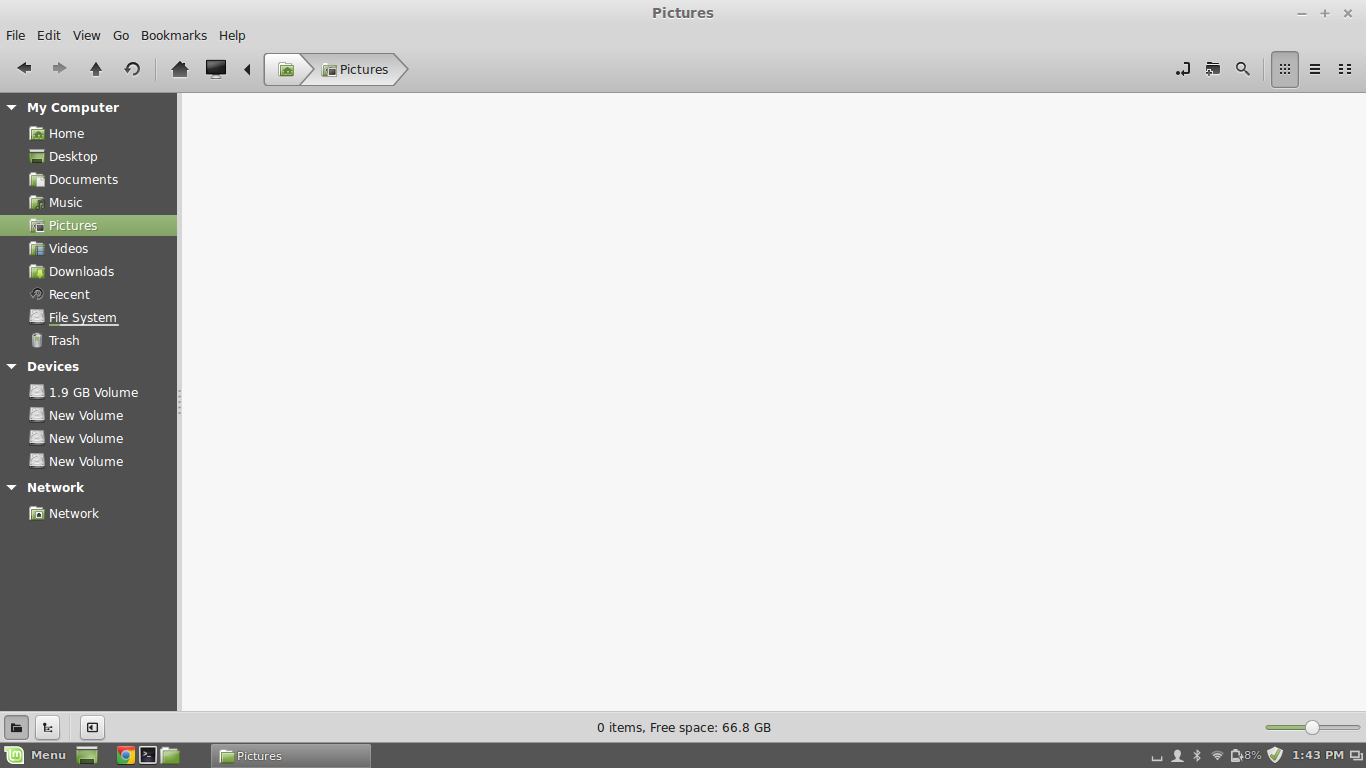 Pictures
File Edit View Go Bookmarks Help
Pictures
My Computer
Home
Desktop
Documents
Music
Pictures
Videos
Downloads
Recent
File System
Trash
Devices
1.9 GB Volume
New Volume
New Volume
New Volume
Network
Network
0 items, Free space: 66.8 GB
Menu Pictures 8% 1:43 PM